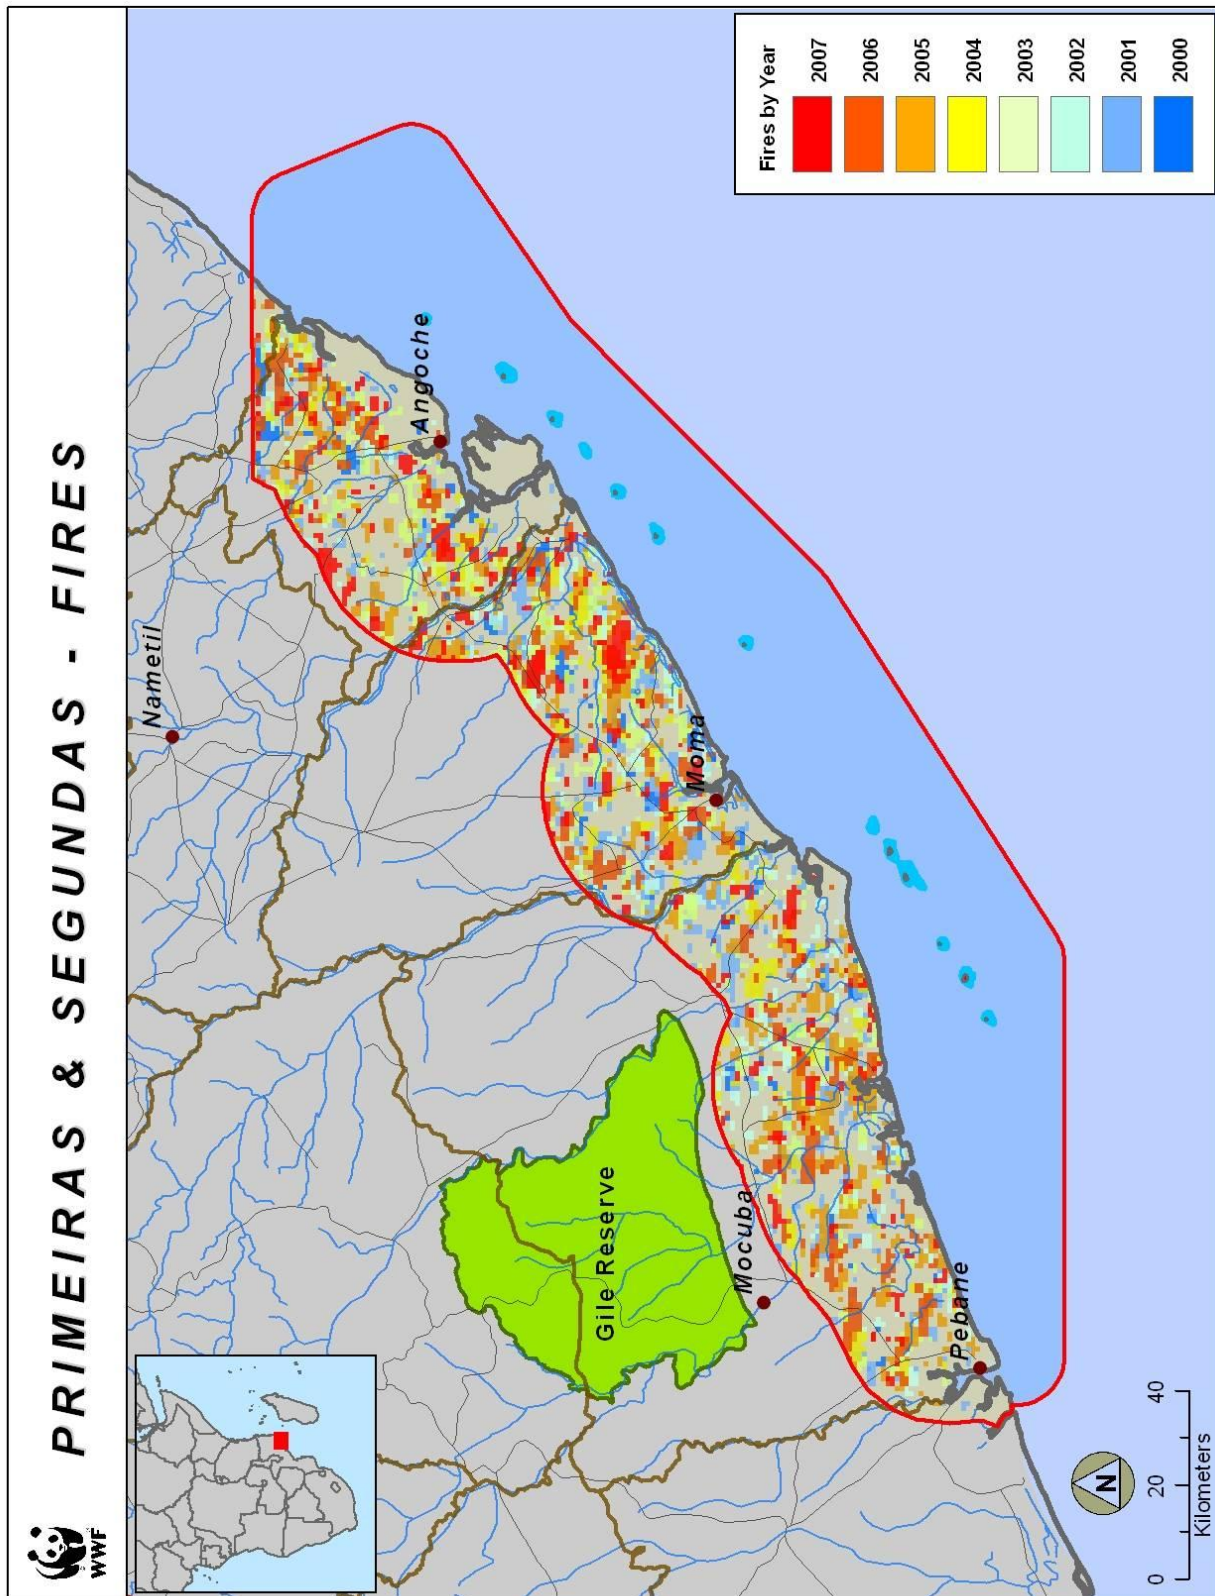 PRIMEIRAS & SEGUNDAS - FIRES
WWF
Nametil
Angoche
Moma
Gile Reserve
Mocuba
Pebane
Fires by Year
2007
2006
2005
2004
2003
2002
2001
2000
N
0 20 40
Kilometers